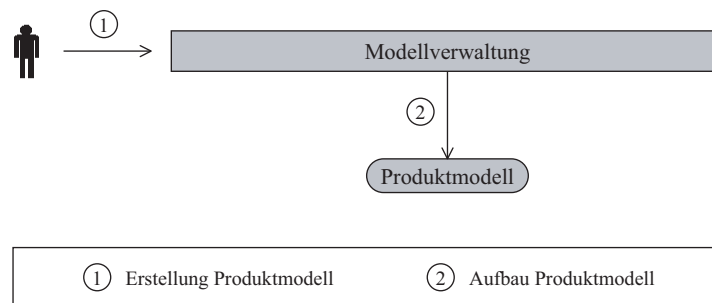 1
Modellverwaltung
2
Produktmodell
1 Erstellung Produktmodell 2 Aufbau Produktmodell